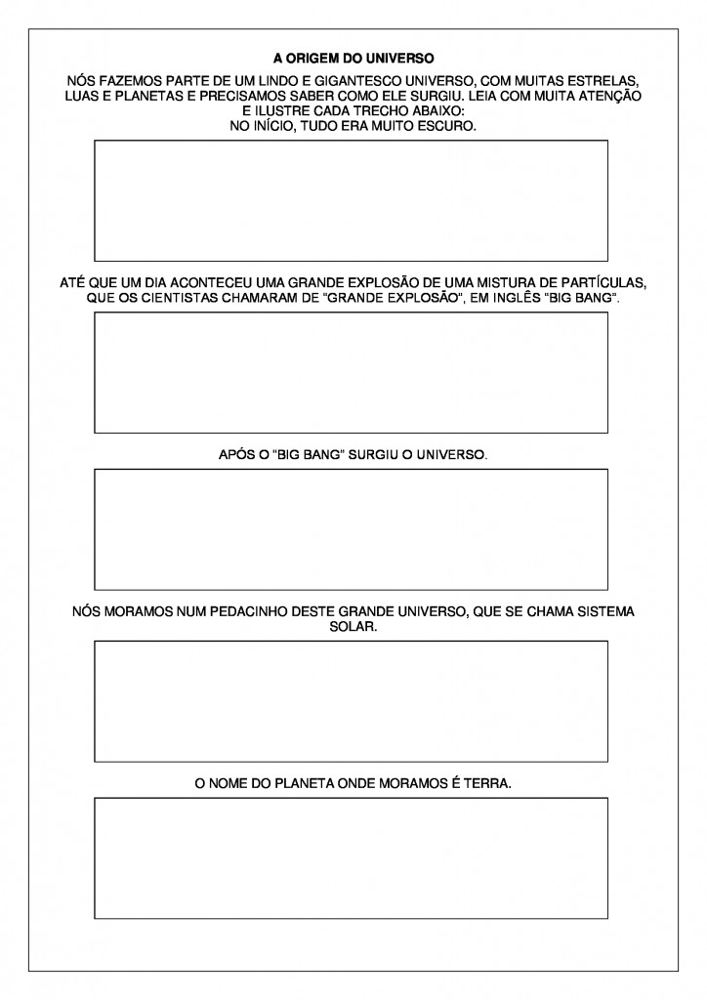 A ORIGEM DO UNIVERSO
NÓS FAZEMOS PARTE DE UM LINDO E GIGANTESCO UNIVERSO, COM MUITAS ESTRELAS,
LUAS E PLANETAS E PRECISAMOS SABER COMO ELE SURGIU. LEIA COM MUITA ATENÇÃO
E ILUSTRE CADA TRECHO ABAIXO:
NO INÍCIO, TUDO ERA MUITO ESCURO.
ATÉ QUE UM DIA ACONTECEU UMA GRANDE EXPLOSÃO DE UMA MISTURA DE PARTÍCULAS,
QUE OS CIENTISTAS CHAMARAM DE “GRANDE EXPLOSÃO”, EM INGLÊS “BIG BANG”.
APÓS O “BIG BANG” SURGIU O UNIVERSO.
NÓS MORAMOS NUM PEDACINHO DESTE GRANDE UNIVERSO, QUE SE CHAMA SISTEMA
SOLAR.
O NOME DO PLANETA ONDE MORAMOS É TERRA.